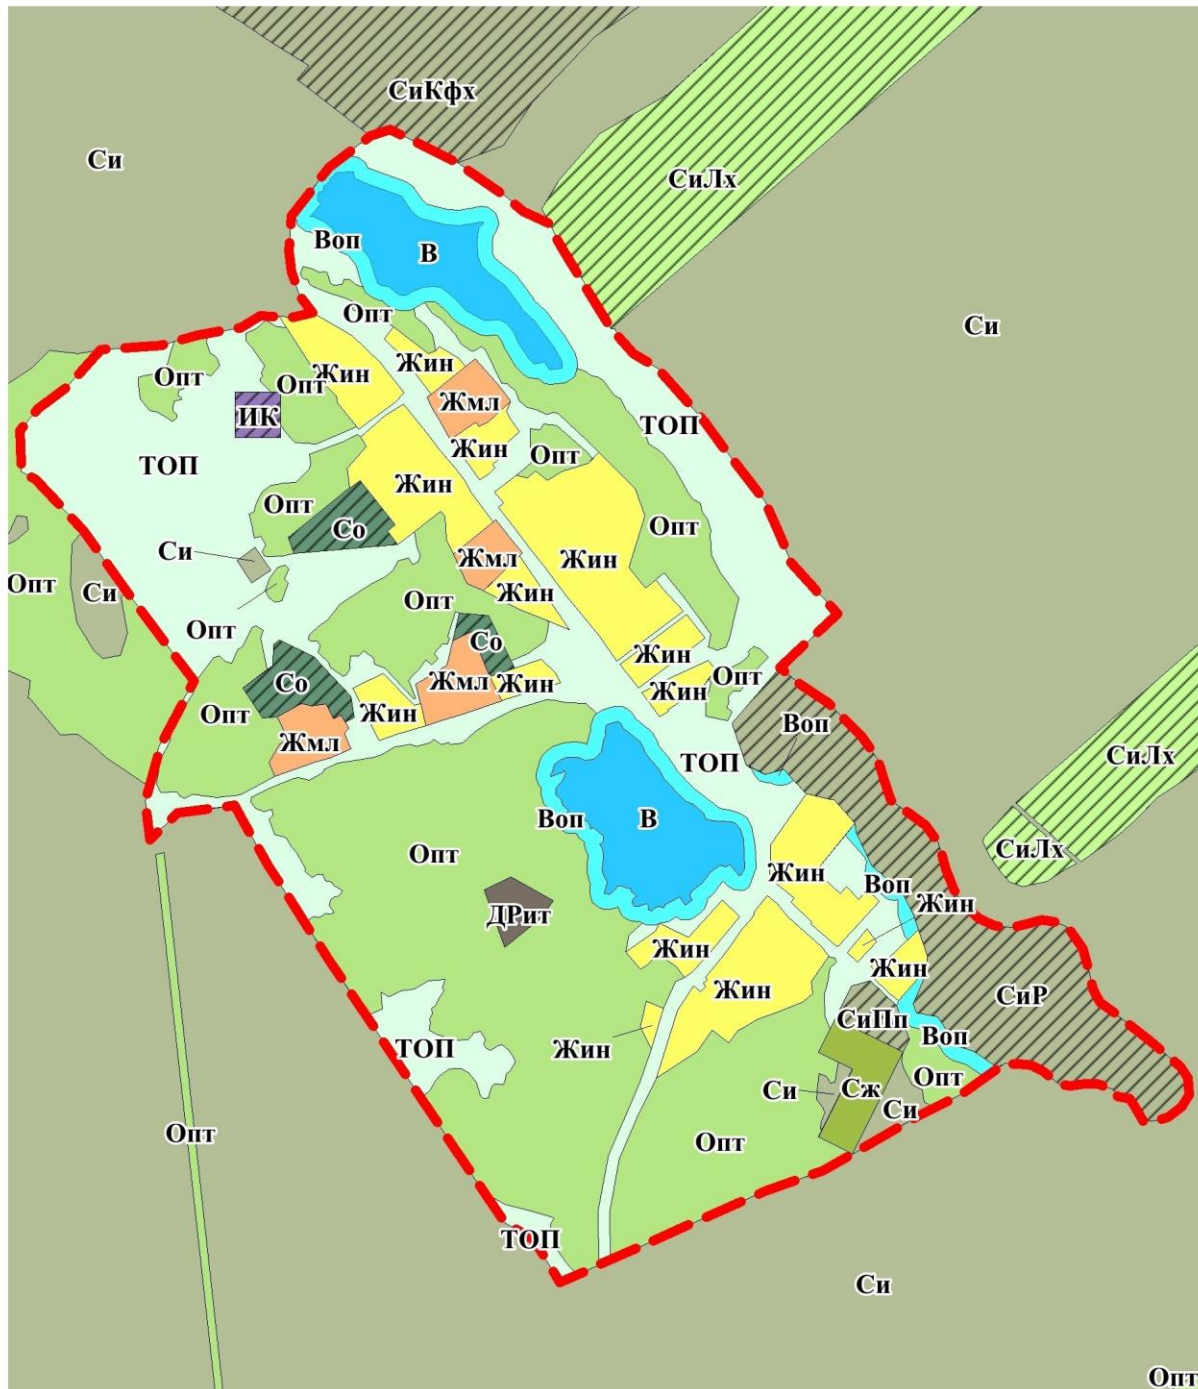 СиКфх
Си
СиЛх
Воп
В
Опт
Си
Жин
Опт
Опт
Жин
ИК
Жмл
ТОП
Жин
Опт
ТОП
Жин
Опт
Опт
Со
Си
Жмл
Жин
Опт
Си
Жин
Опт
Опт
Опт
Со
Жин
Со
Жмл
Жин
Жин
Опт
Опт
Жин
Жмл
Воп
ТОП
СиЛх
Воп
В
СиЛх
Опт
Жин
Воп
Жин
ДРит
Жин
Жин
Жин
СиР
СиПп
Воп
ТОП
Жин
Опт
Си
Сж
Си
Опт
Опт
ТОП
Си
Опт